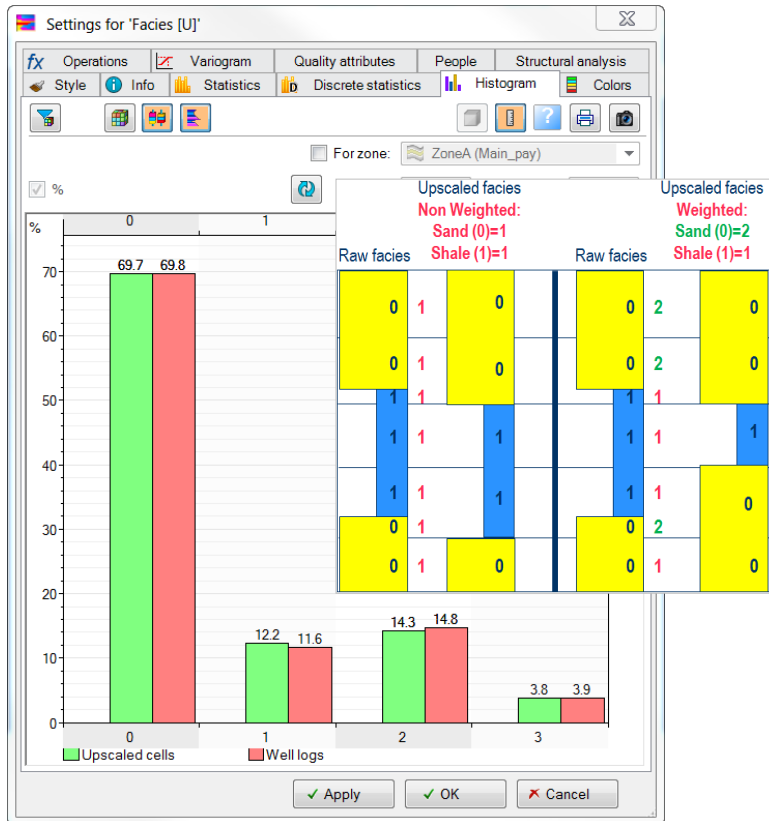 Settings for 'Facies [U]'
fx Operations Variogram Quality attributes People Structural analysis
Style Info Statistics Discrete statistics Histogram Colors
For zone: ZoneA (Main_pay)
%
Upscaled facies
Non Weighted:
Sand (0)=1
Shale (1)=1
Raw facies
Upscaled facies
Weighted:
Sand (0)=2
Shale (1)=1
Raw facies
0 1 0
0 1 0
1 1
1 1 1
1 1 1
0 1
0 1 0
0 2 0
0 2 0
1 1
1 1 1
1 1 0
0 2
0 1 0
%
0 1
70
60
50
40
30
20
10
0
69.7 69.8
12.2 11.6
14.3 14.8
3.8 3.9
0 1 2 3
Upscaled cells Well logs
Apply OK Cancel